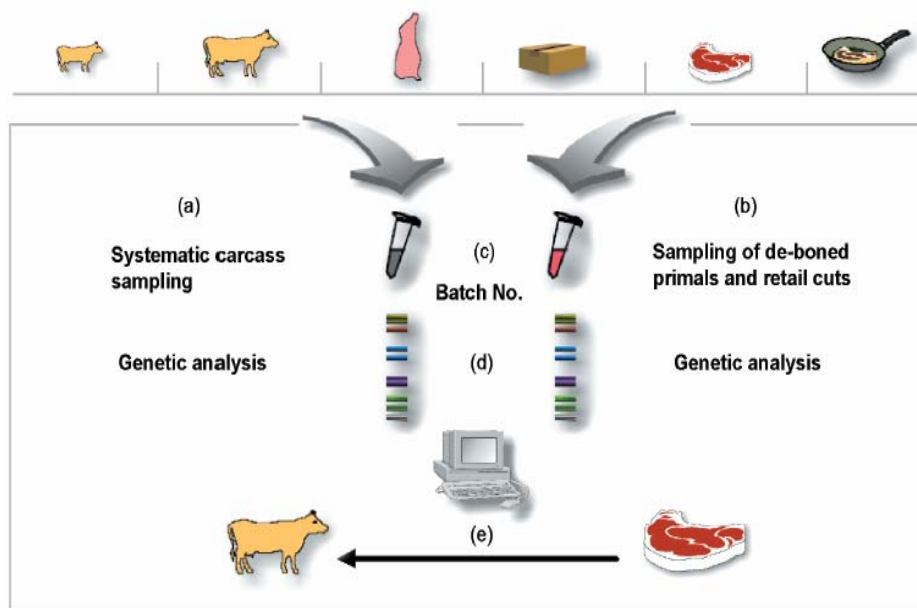 (a)
(b)
Systematic carcass
sampling
(c)
Sampling of de-boned
primals and retail cuts
Batch No.
Genetic analysis
(d)
Genetic analysis
(e)